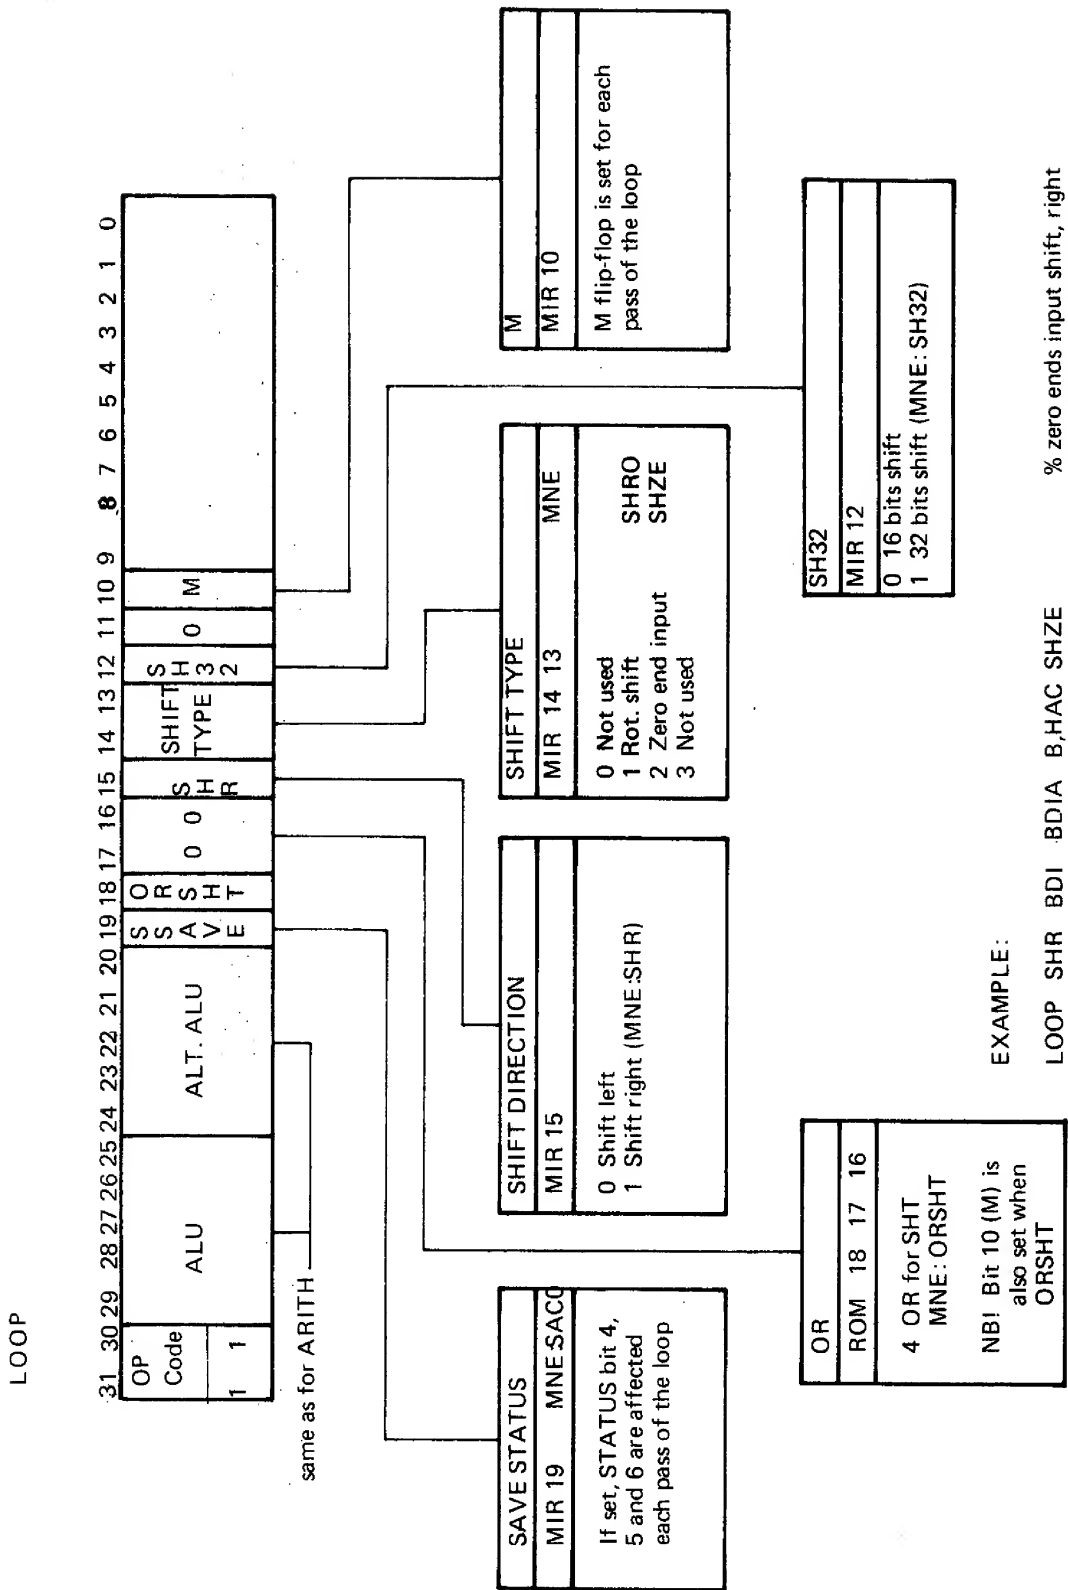 LOOP
31 30 29 28 27 26 25 24 23 22 21 20 19 18 17 16 15 14 13 12 11 10 9 8 7 6 5 4 3 2 1 0
OP Code
1 1
ALU
ALT. ALU
SSAVE
ORSHT
0 0
SHR
SHIFT TYPE
SH32
0
M
same as for ARITH
SAVE STATUS
MIR 19 MNE:SACO
If set, STATUS bit 4,
5 and 6 are affected
each pass of the loop
SHIFT DIRECTION
MIR 15
0 Shift left
1 Shift right (MNE:SHR)
SHIFT TYPE
MIR 14 13 MNE
0 Not used
1 Rot. shift SHRO
2 Zero end input SHZE
3 Not used
M
MIR 10
M flip-flop is set for each
pass of the loop
OR
ROM 18 17 16
4 OR for SHT
MNE: ORSHT
NB! Bit 10 (M) is
also set when
ORSHT
SH32
MIR 12
0 16 bits shift
1 32 bits shift (MNE: SH32)
EXAMPLE:
LOOP SHR BDI BDIA B,HAC SHZE % zero ends input shift, right